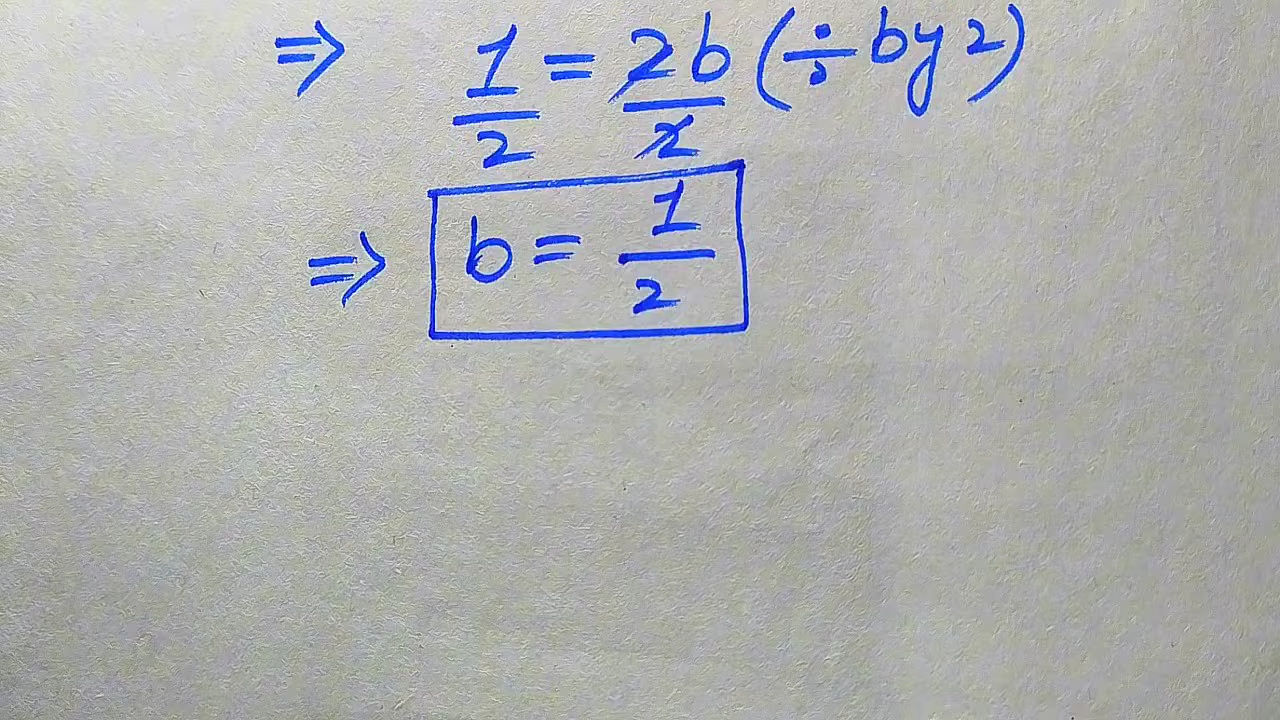 ⇒ 1/2 = 2b/2 (÷ by 2)
⇒ b = 1/2